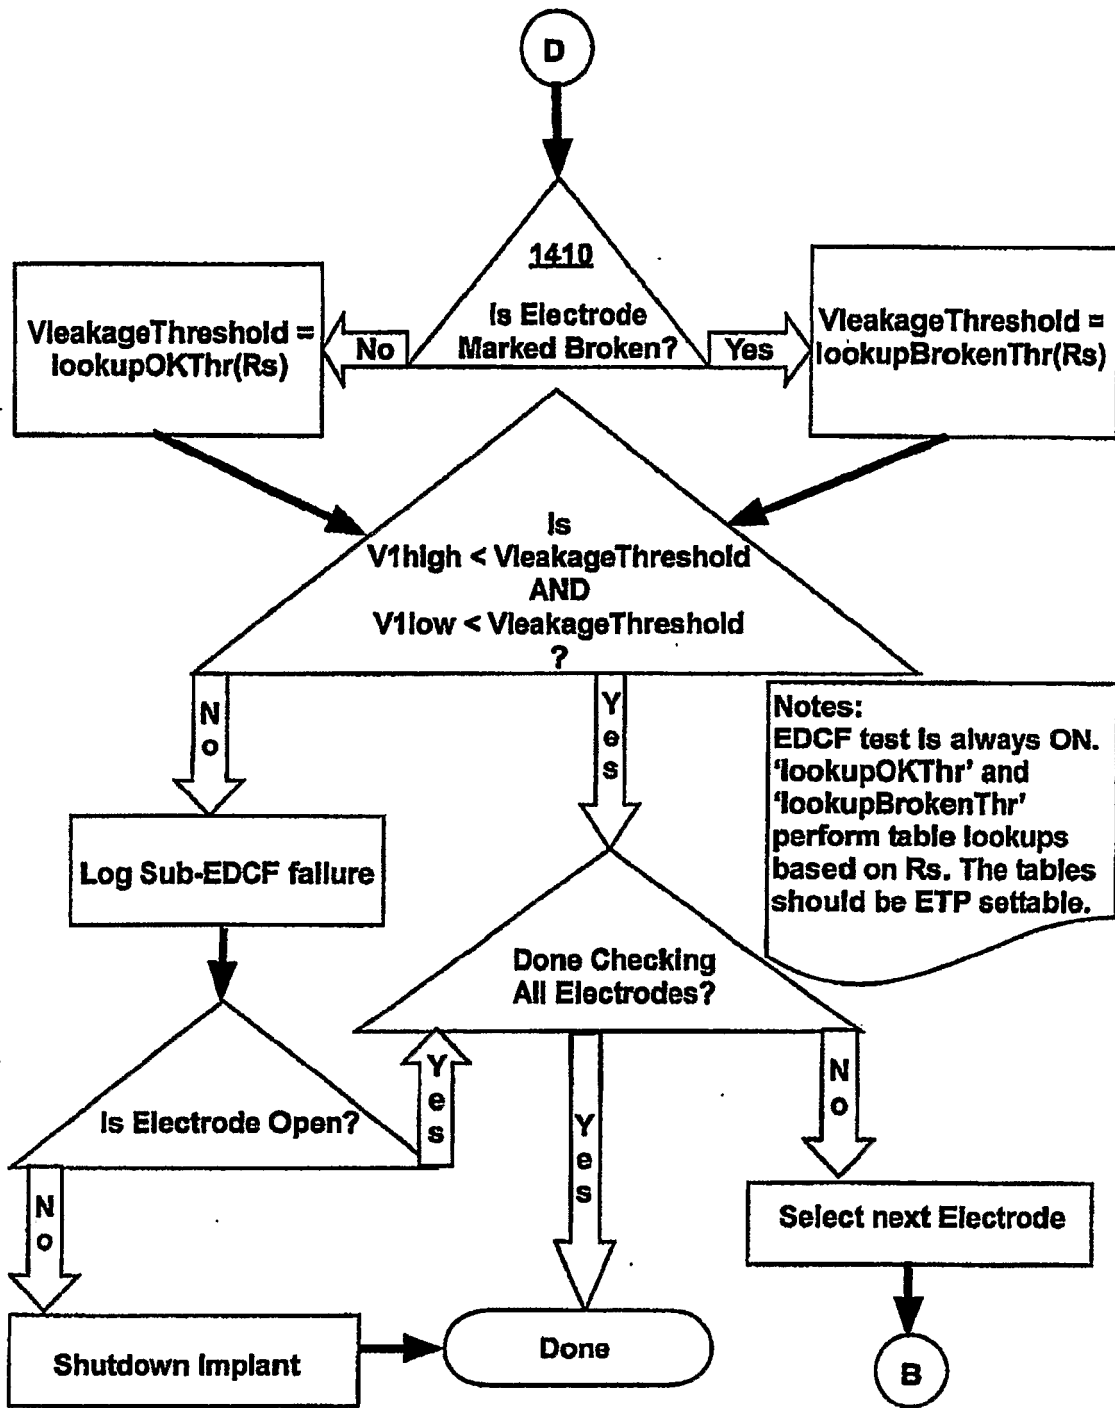 D
1410
Is Electrode
Marked Broken?
No
Yes
VleakageThreshold =
lookupOKThr(Rs)
VleakageThreshold =
lookupBrokenThr(Rs)
Is
V1high < VleakageThreshold
AND
V1low < VleakageThreshold
?
No
Yes
Notes:
EDCF test is always ON.
'lookupOKThr' and
'lookupBrokenThr'
perform table lookups
based on Rs. The tables
should be ETP settable.
Log Sub-EDCF failure
Done Checking
All Electrodes?
Is Electrode Open?
Yes
Yes
No
No
Select next Electrode
Shutdown Implant
Done
B